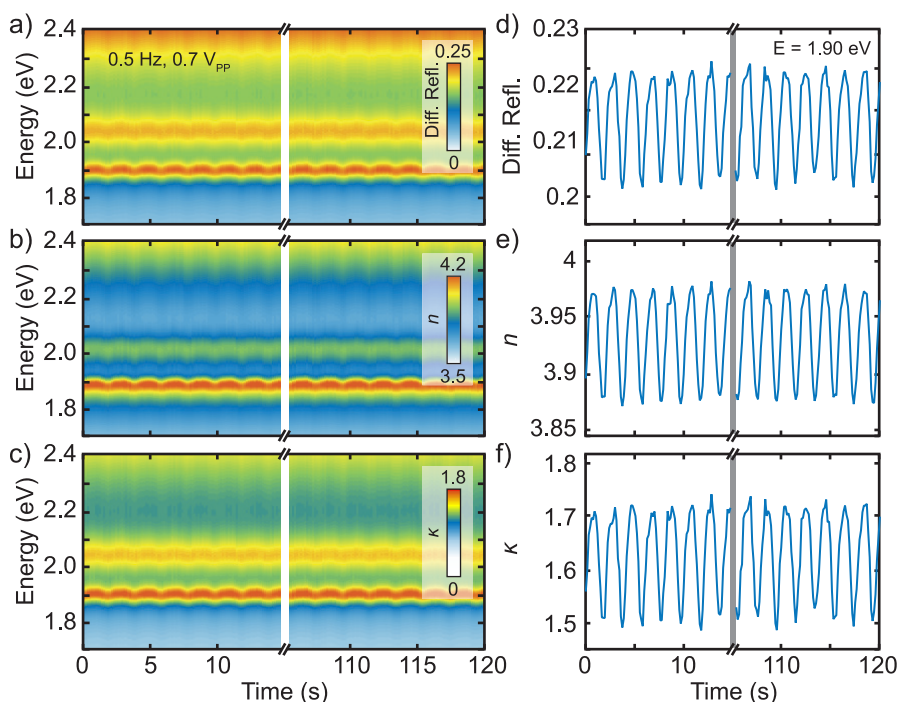 a)
2.4
2.2
2.0
1.8
Energy (eV)
0.5 Hz, 0.7 VPP
0.25
Diff. Refl.
0
b)
2.4
2.2
2.0
1.8
Energy (eV)
4.2
n
3.5
c)
2.4
2.2
2.0
1.8
Energy (eV)
1.8
κ
0
0 5 10 110 115 120
Time (s)
d)
0.23
0.22
0.21
0.2
Diff. Refl.
E = 1.90 eV
e)
4
3.95
3.9
3.85
n
f)
1.8
1.7
1.6
1.5
κ
0 5 10 15 110 115 120
Time (s)